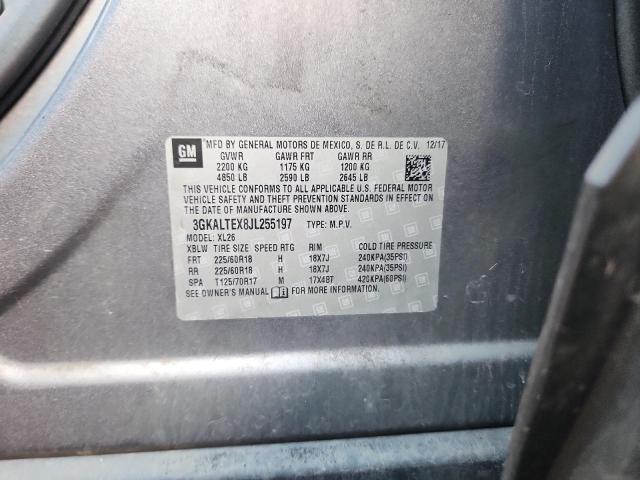 GM MFD BY GENERAL MOTORS DE MEXICO, S. DE R.L. DE C.V. 12/17
GVWR GAWR FRT GAWR RR
2200 KG 1175 KG 1200 KG
4850 LB 2590 LB 2645 LB
THIS VEHICLE CONFORMS TO ALL APPLICABLE U.S. FEDERAL MOTOR
VEHICLE SAFETY AND THEFT PREVENTION STANDARDS IN EFFECT ON
THE DATE OF MANUFACTURE SHOWN ABOVE.
3GKALTEX8JL255197 TYPE: M.P.V.
MODEL: XL26
XBLW TIRE SIZE SPEED RTG RIM COLD TIRE PRESSURE
FRT 225/60R18 H 18X7J 240KPA(35PSI)
RR 225/60R18 H 18X7J 240KPA(35PSI)
SPA T125/70R17 M 17X4BT 420KPA(60PSI)
SEE OWNER'S MANUAL FOR MORE INFORMATION